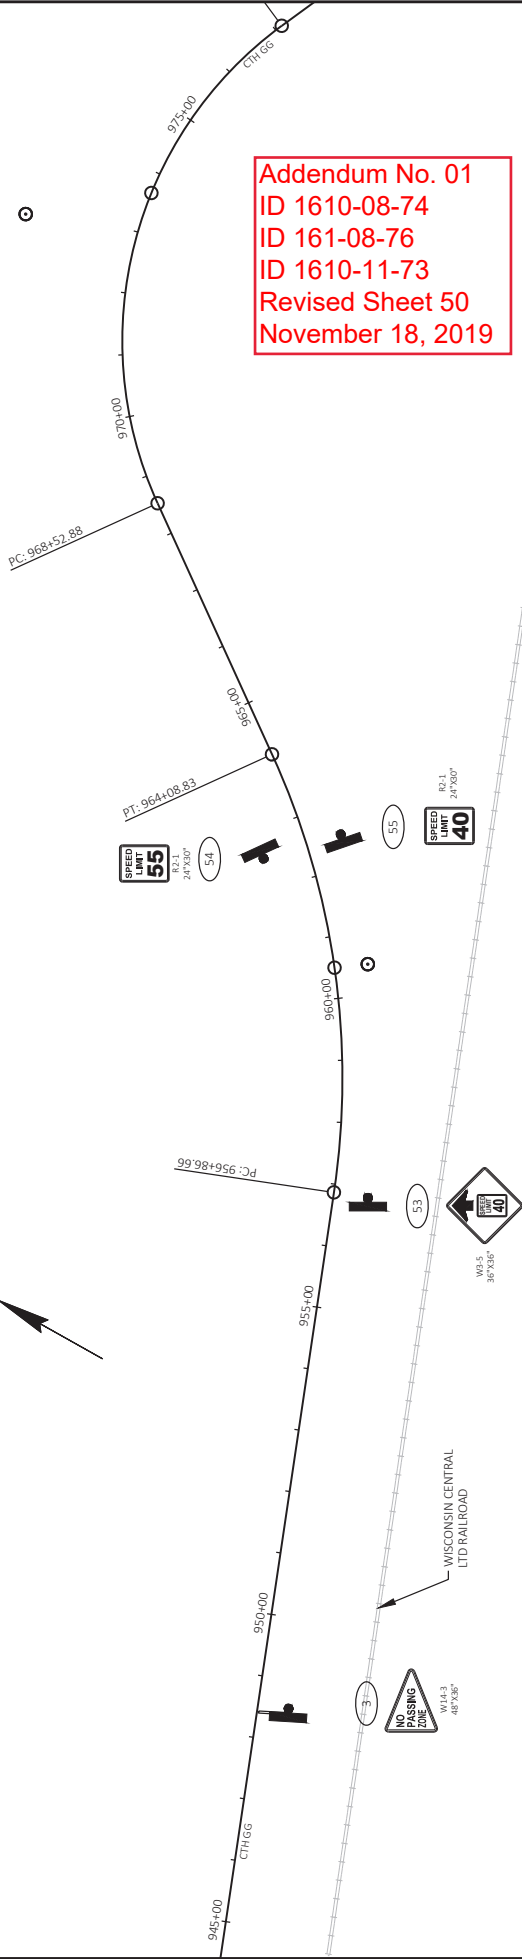 CTH GG
975+00
Addendum No. 01
ID 1610-08-74
ID 161-08-76
ID 1610-11-73
Revised Sheet 50
November 18, 2019
970+00
PC: 968+52.88
965+00
PT: 964+08.83
SPEED
LIMIT
55
R2-1
24"X30"
54
55
SPEED
LIMIT
40
R2-1
24"X30"
960+00
PC: 956+86.66
53
SPEED
LIMIT
40
W3-5
36"X36"
955+00
WISCONSIN CENTRAL
LTD RAILROAD
950+00
3
NO
PASSING
ZONE
W14-3
48"X36"
CTH GG
945+00